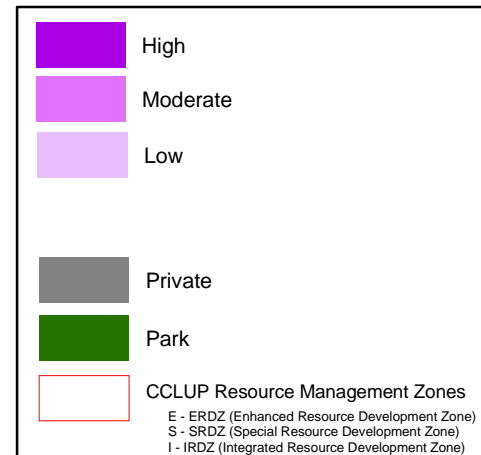 High
Moderate
Low
Private
Park
CCLUP Resource Management Zones
E - ERDZ (Enhanced Resource Development Zone)
S - SRDZ (Special Resource Development Zone)
I - IRDZ (Integrated Resource Development Zone)